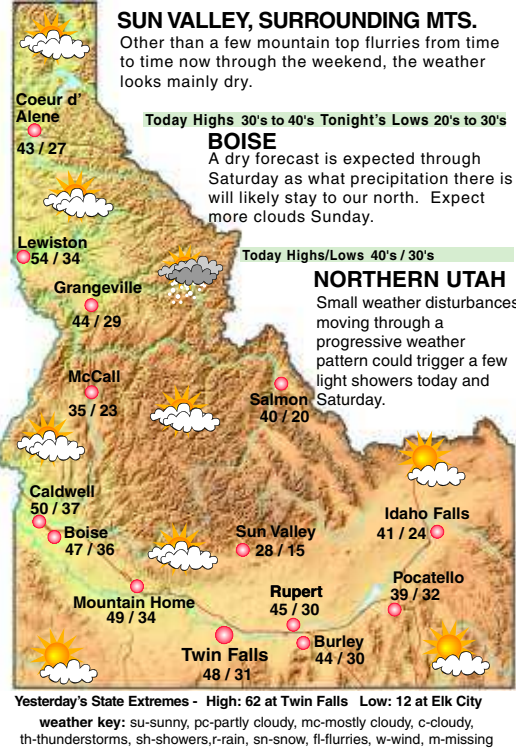 SUN VALLEY, SURROUNDING MTS.
Other than a few mountain top flurries from time
to time now through the weekend, the weather
looks mainly dry.
Coeur d'
Alene
43 / 27
Today Highs 30's to 40's Tonight's Lows 20's to 30's
BOISE
A dry forecast is expected through
Saturday as what precipitation there is
will likely stay to our north. Expect
more clouds Sunday.
Lewiston
54 / 34
Today Highs/Lows 40's / 30's
Grangeville
44 / 29
NORTHERN UTAH
Small weather disturbances
moving through a
progressive weather
pattern could trigger a few
light showers today and
Saturday.
McCall
35 / 23
Salmon
40 / 20
Caldwell
50 / 37
Boise
47 / 36
Sun Valley
28 / 15
Idaho Falls
41 / 24
Mountain Home
49 / 34
Rupert
45 / 30
Pocatello
39 / 32
Twin Falls
48 / 31
Burley
44 / 30
Yesterday's State Extremes - High: 62 at Twin Falls Low: 12 at Elk City
weather key: su-sunny, pc-partly cloudy, mc-mostly cloudy, c-cloudy,
th-thunderstorms, sh-showers,r-rain, sn-snow, fl-flurries, w-wind, m-missing